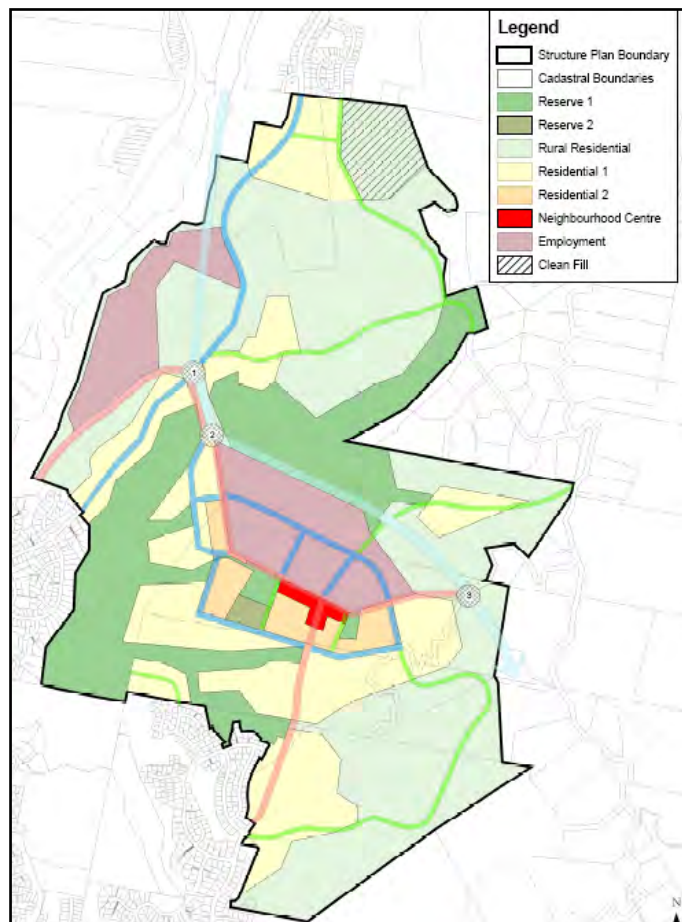 Legend
Structure Plan Boundary
Cadastral Boundaries
Reserve 1
Reserve 2
Rural Residential
Residential 1
Residential 2
Neighbourhood Centre
Employment
Clean Fill
1
2
3
N